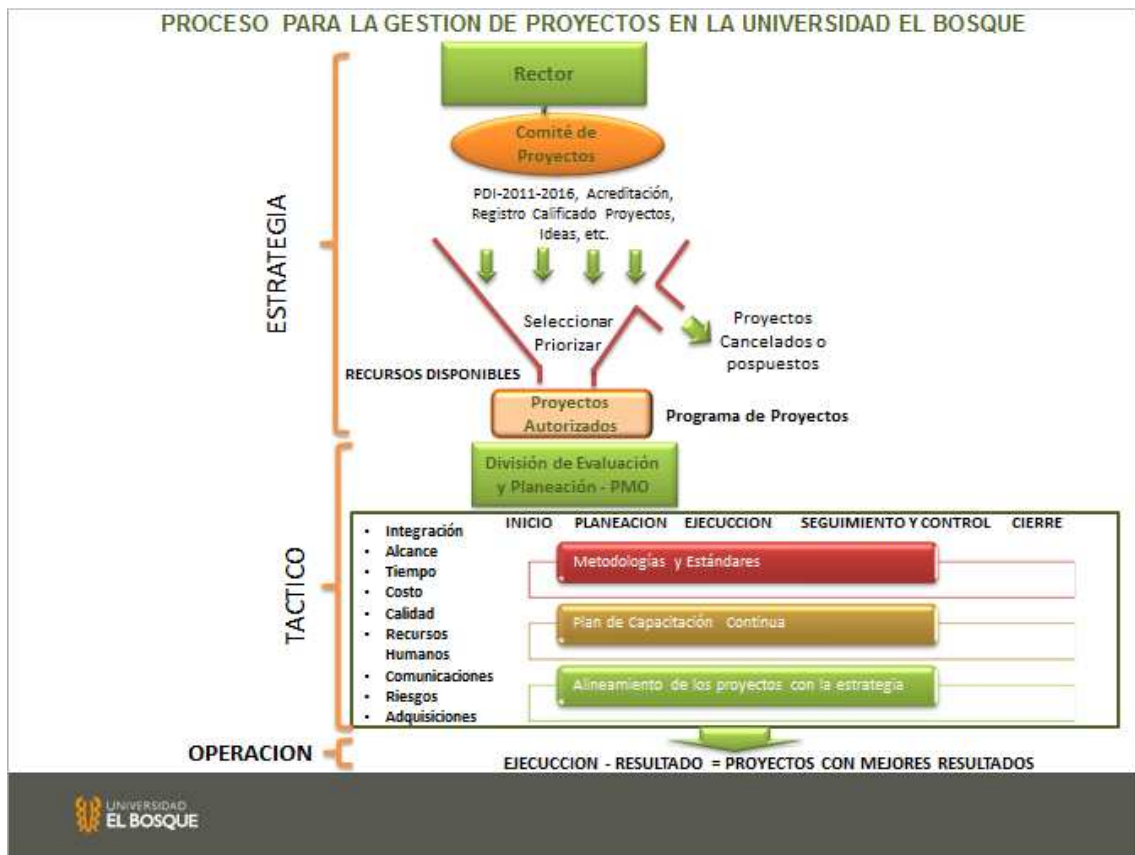 PROCESO PARA LA GESTION DE PROYECTOS EN LA UNIVERSIDAD EL BOSQUE
ESTRATEGIA
Rector
Comité de
Proyectos
PDI-2011-2016, Acreditación,
Registro Calificado Proyectos,
Ideas, etc.
Seleccionar
Priorizar
Proyectos
Cancelados o
pospuestos
RECURSOS DISPONIBLES
Proyectos
Autorizados
Programa de Proyectos
TACTICO
División de Evaluación
y Planeación - PMO
INICIO PLANEACION EJECUCCION SEGUIMIENTO Y CONTROL CIERRE
• Integración
• Alcance
• Tiempo
• Costo
• Calidad
• Recursos
Humanos
• Comunicaciones
• Riesgos
• Adquisiciones
Metodologías y Estándares
Plan de Capacitación Continua
Alineamiento de los proyectos con la estrategia
OPERACION
EJECUCCION - RESULTADO = PROYECTOS CON MEJORES RESULTADOS
UNIVERSIDAD
EL BOSQUE